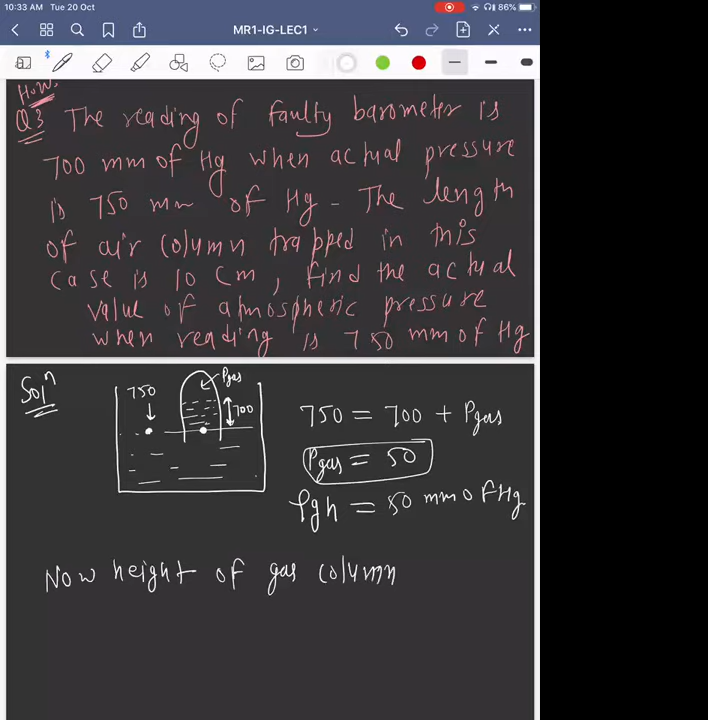 10:33 AM Tue 20 Oct
86%
MR1-IG-LEC1
H.W.
Q3 The reading of faulty barometer is
700 mm of Hg when actual pressure
is 750 mm of Hg - The length
of air column trapped in this
case is 10 cm, find the actual
value of atmospheric pressure
when reading is 750 mm of Hg
Solⁿ
Pgas
750
700
750 = 700 + Pgas
Pgas = 50
ρgh = 50 mm of Hg
Now height of gas column